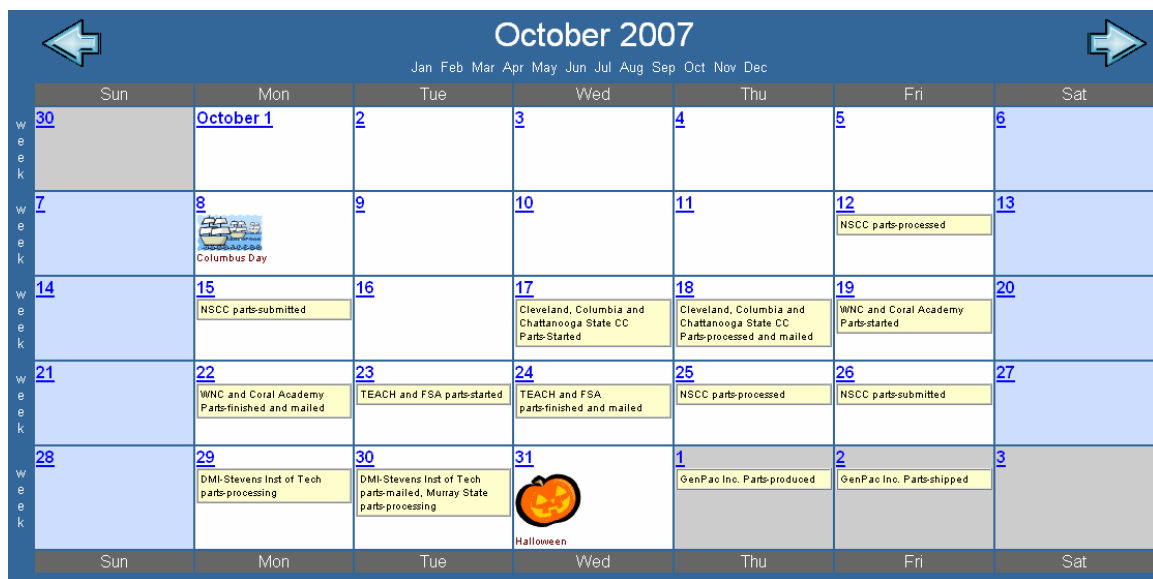 October 2007
Jan Feb Mar Apr May Jun Jul Aug Sep Oct Nov Dec
Sun Mon Tue Wed Thu Fri Sat
week
30 October 1 2 3 4 5 6
week
7 8 9 10 11 12 13
Columbus Day
NSCC parts-processed
week
14 15 16 17 18 19 20
NSCC parts-submitted
Cleveland, Columbia and
Chattanooga State CC
Parts-Started
Cleveland, Columbia and
Chattanooga State CC
Parts-processed and mailed
WNC and Coral Academy
Parts-started
week
21 22 23 24 25 26 27
WNC and Coral Academy
Parts-finished and mailed
TEACH and FSA parts-started
TEACH and FSA
parts-finished and mailed
NSCC parts-processed
NSCC parts-submitted
week
28 29 30 31 1 2 3
DMI-Stevens Inst of Tech
parts-processing
DMI-Stevens Inst of Tech
parts-mailed, Murray State
parts-processing
Halloween
GenPac Inc. Parts-produced
GenPac Inc. Parts-shipped
Sun Mon Tue Wed Thu Fri Sat